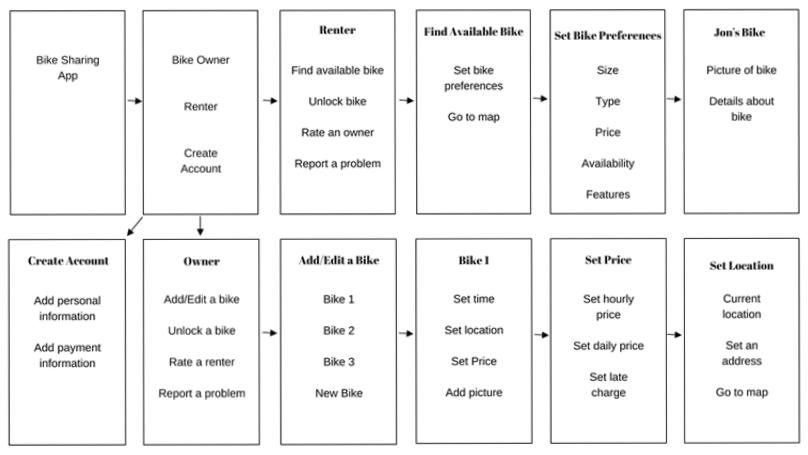 Bike Sharing
App
Bike Owner
Renter
Create
Account
Renter
Find available bike
Unlock bike
Rate an owner
Report a problem
Find Available Bike
Set bike
preferences
Go to map
Set Bike Preferences
Size
Type
Price
Availability
Features
Jon's Bike
Picture of bike
Details about
bike
Create Account
Add personal
information
Add payment
information
Owner
Add/Edit a bike
Unlock a bike
Rate a renter
Report a problem
Add/Edit a Bike
Bike 1
Bike 2
Bike 3
New Bike
Bike 1
Set time
Set location
Set Price
Add picture
Set Price
Set hourly
price
Set daily price
Set late
charge
Set Location
Current
location
Set an
address
Go to map